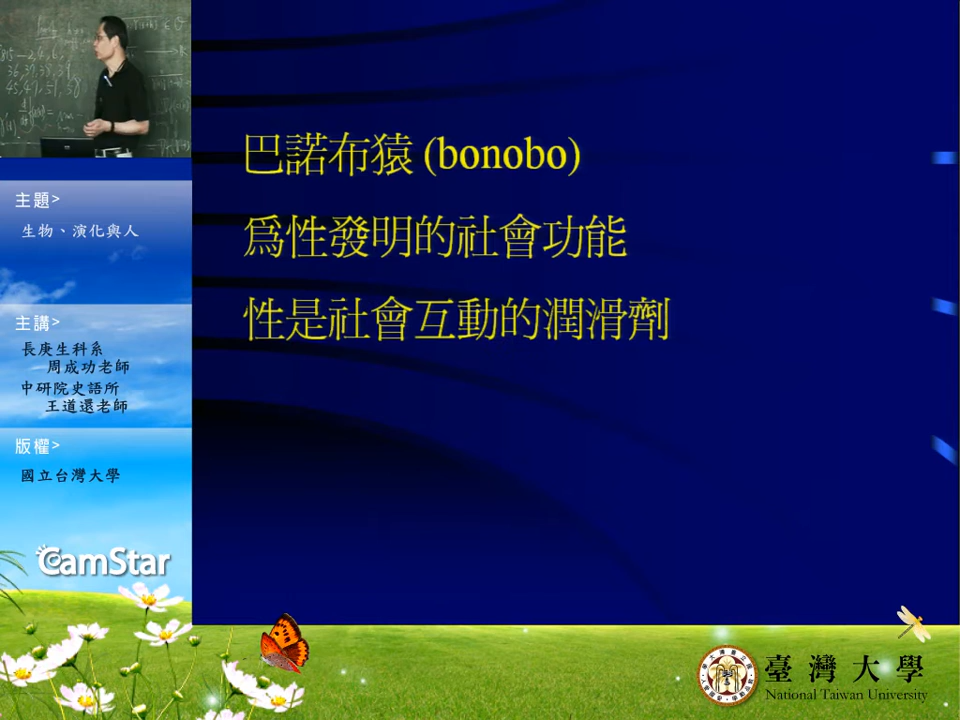 巴諾布猿 (bonobo)
為性發明的社會功能
性是社會互動的潤滑劑
主題>
生物、演化與人
主講>
長庚生科系
周成功老師
中研院史語所
王道還老師
版權>
國立台灣大學
CamStar
臺灣大學
National Taiwan University